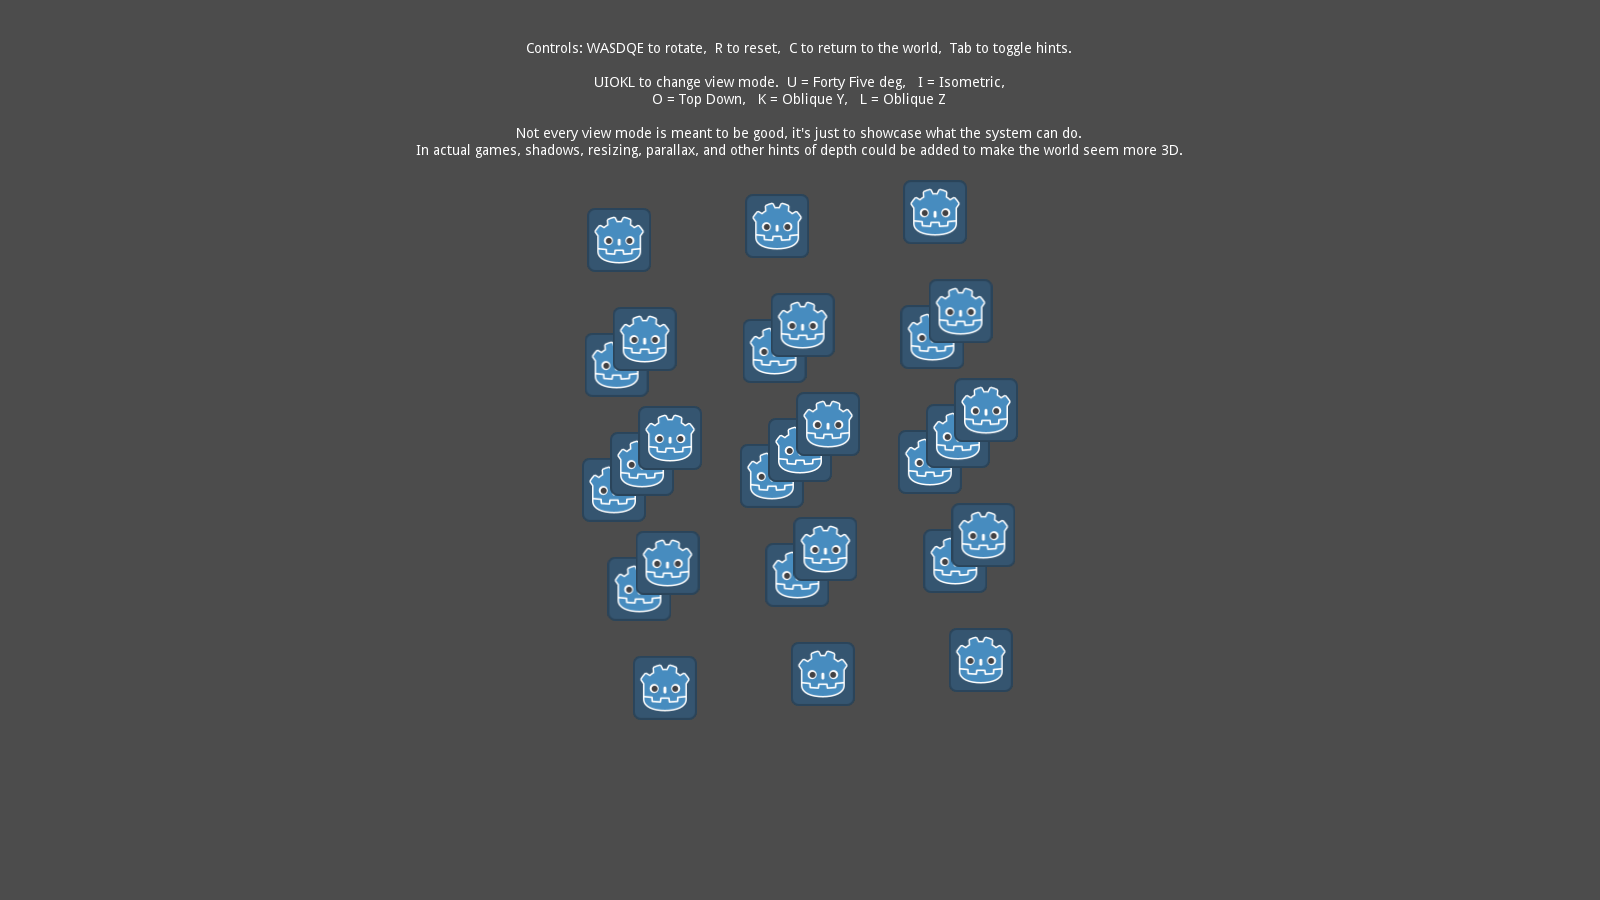 Controls: WASDQE to rotate,  R to reset,  C to return to the world,  Tab to toggle hints.
UIOKL to change view mode.  U = Forty Five deg,   I = Isometric,
O = Top Down,   K = Oblique Y,   L = Oblique Z
Not every view mode is meant to be good, it's just to showcase what the system can do.
In actual games, shadows, resizing, parallax, and other hints of depth could be added to make the world seem more 3D.